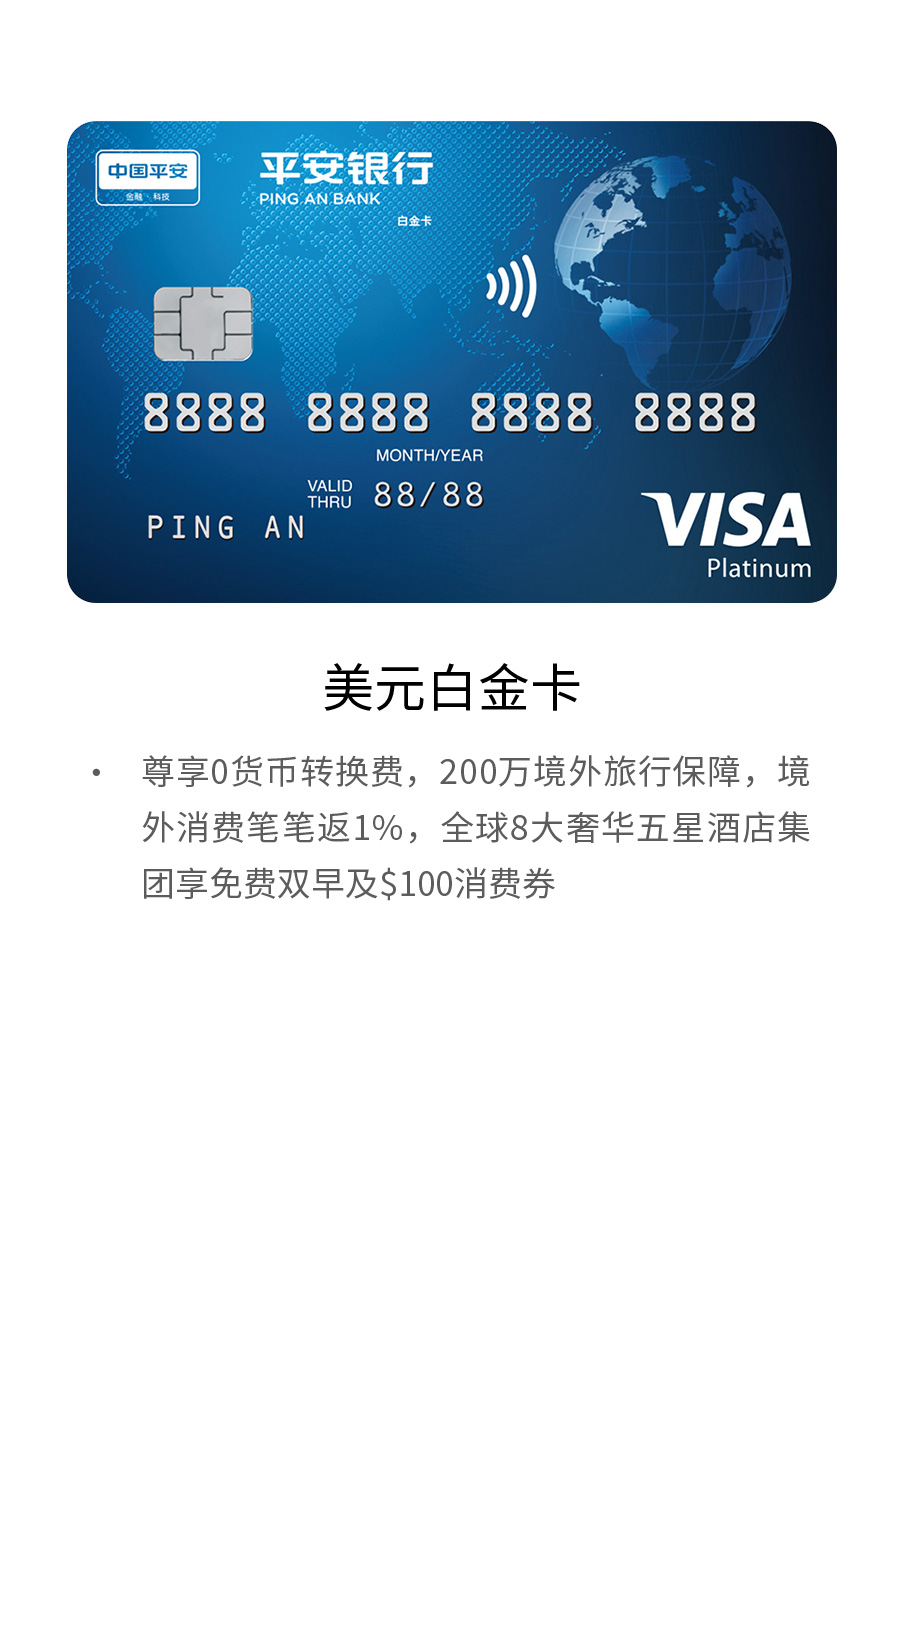 中国平安
金融·科技
平安银行
PING AN BANK
白金卡
8888 8888 8888 8888
MONTH/YEAR
VALID THRU 88/88
PING AN
VISA
Platinum
美元白金卡
• 尊享0货币转换费，200万境外旅行保障，境
外消费笔笔返1%，全球8大奢华五星酒店集
团享免费双早及$100消费券